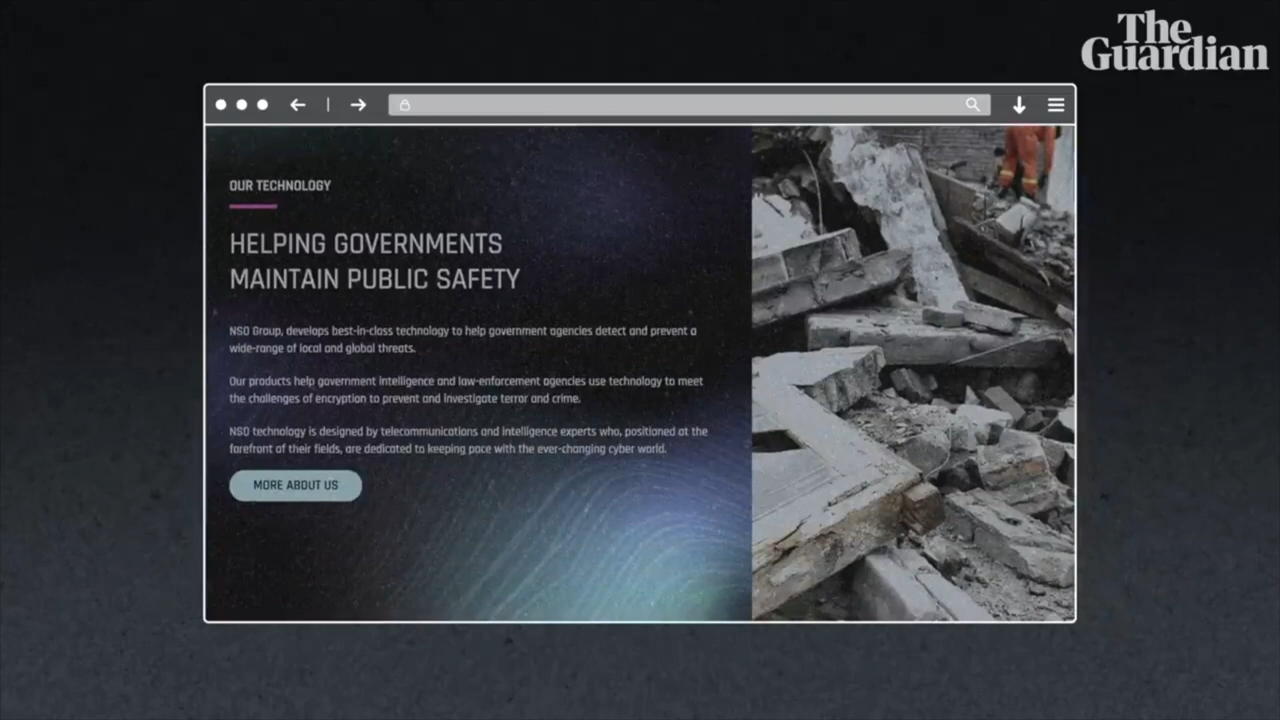 The
Guardian
OUR TECHNOLOGY
HELPING GOVERNMENTS
MAINTAIN PUBLIC SAFETY
NSO Group, develops best-in-class technology to help government agencies detect and prevent a
wide-range of local and global threats.
Our products help government intelligence and law-enforcement agencies use technology to meet
the challenges of encryption to prevent and investigate terror and crime.
NSO technology is designed by telecommunications and intelligence experts who, positioned at the
forefront of their fields, are dedicated to keeping pace with the ever-changing cyber world.
MORE ABOUT US